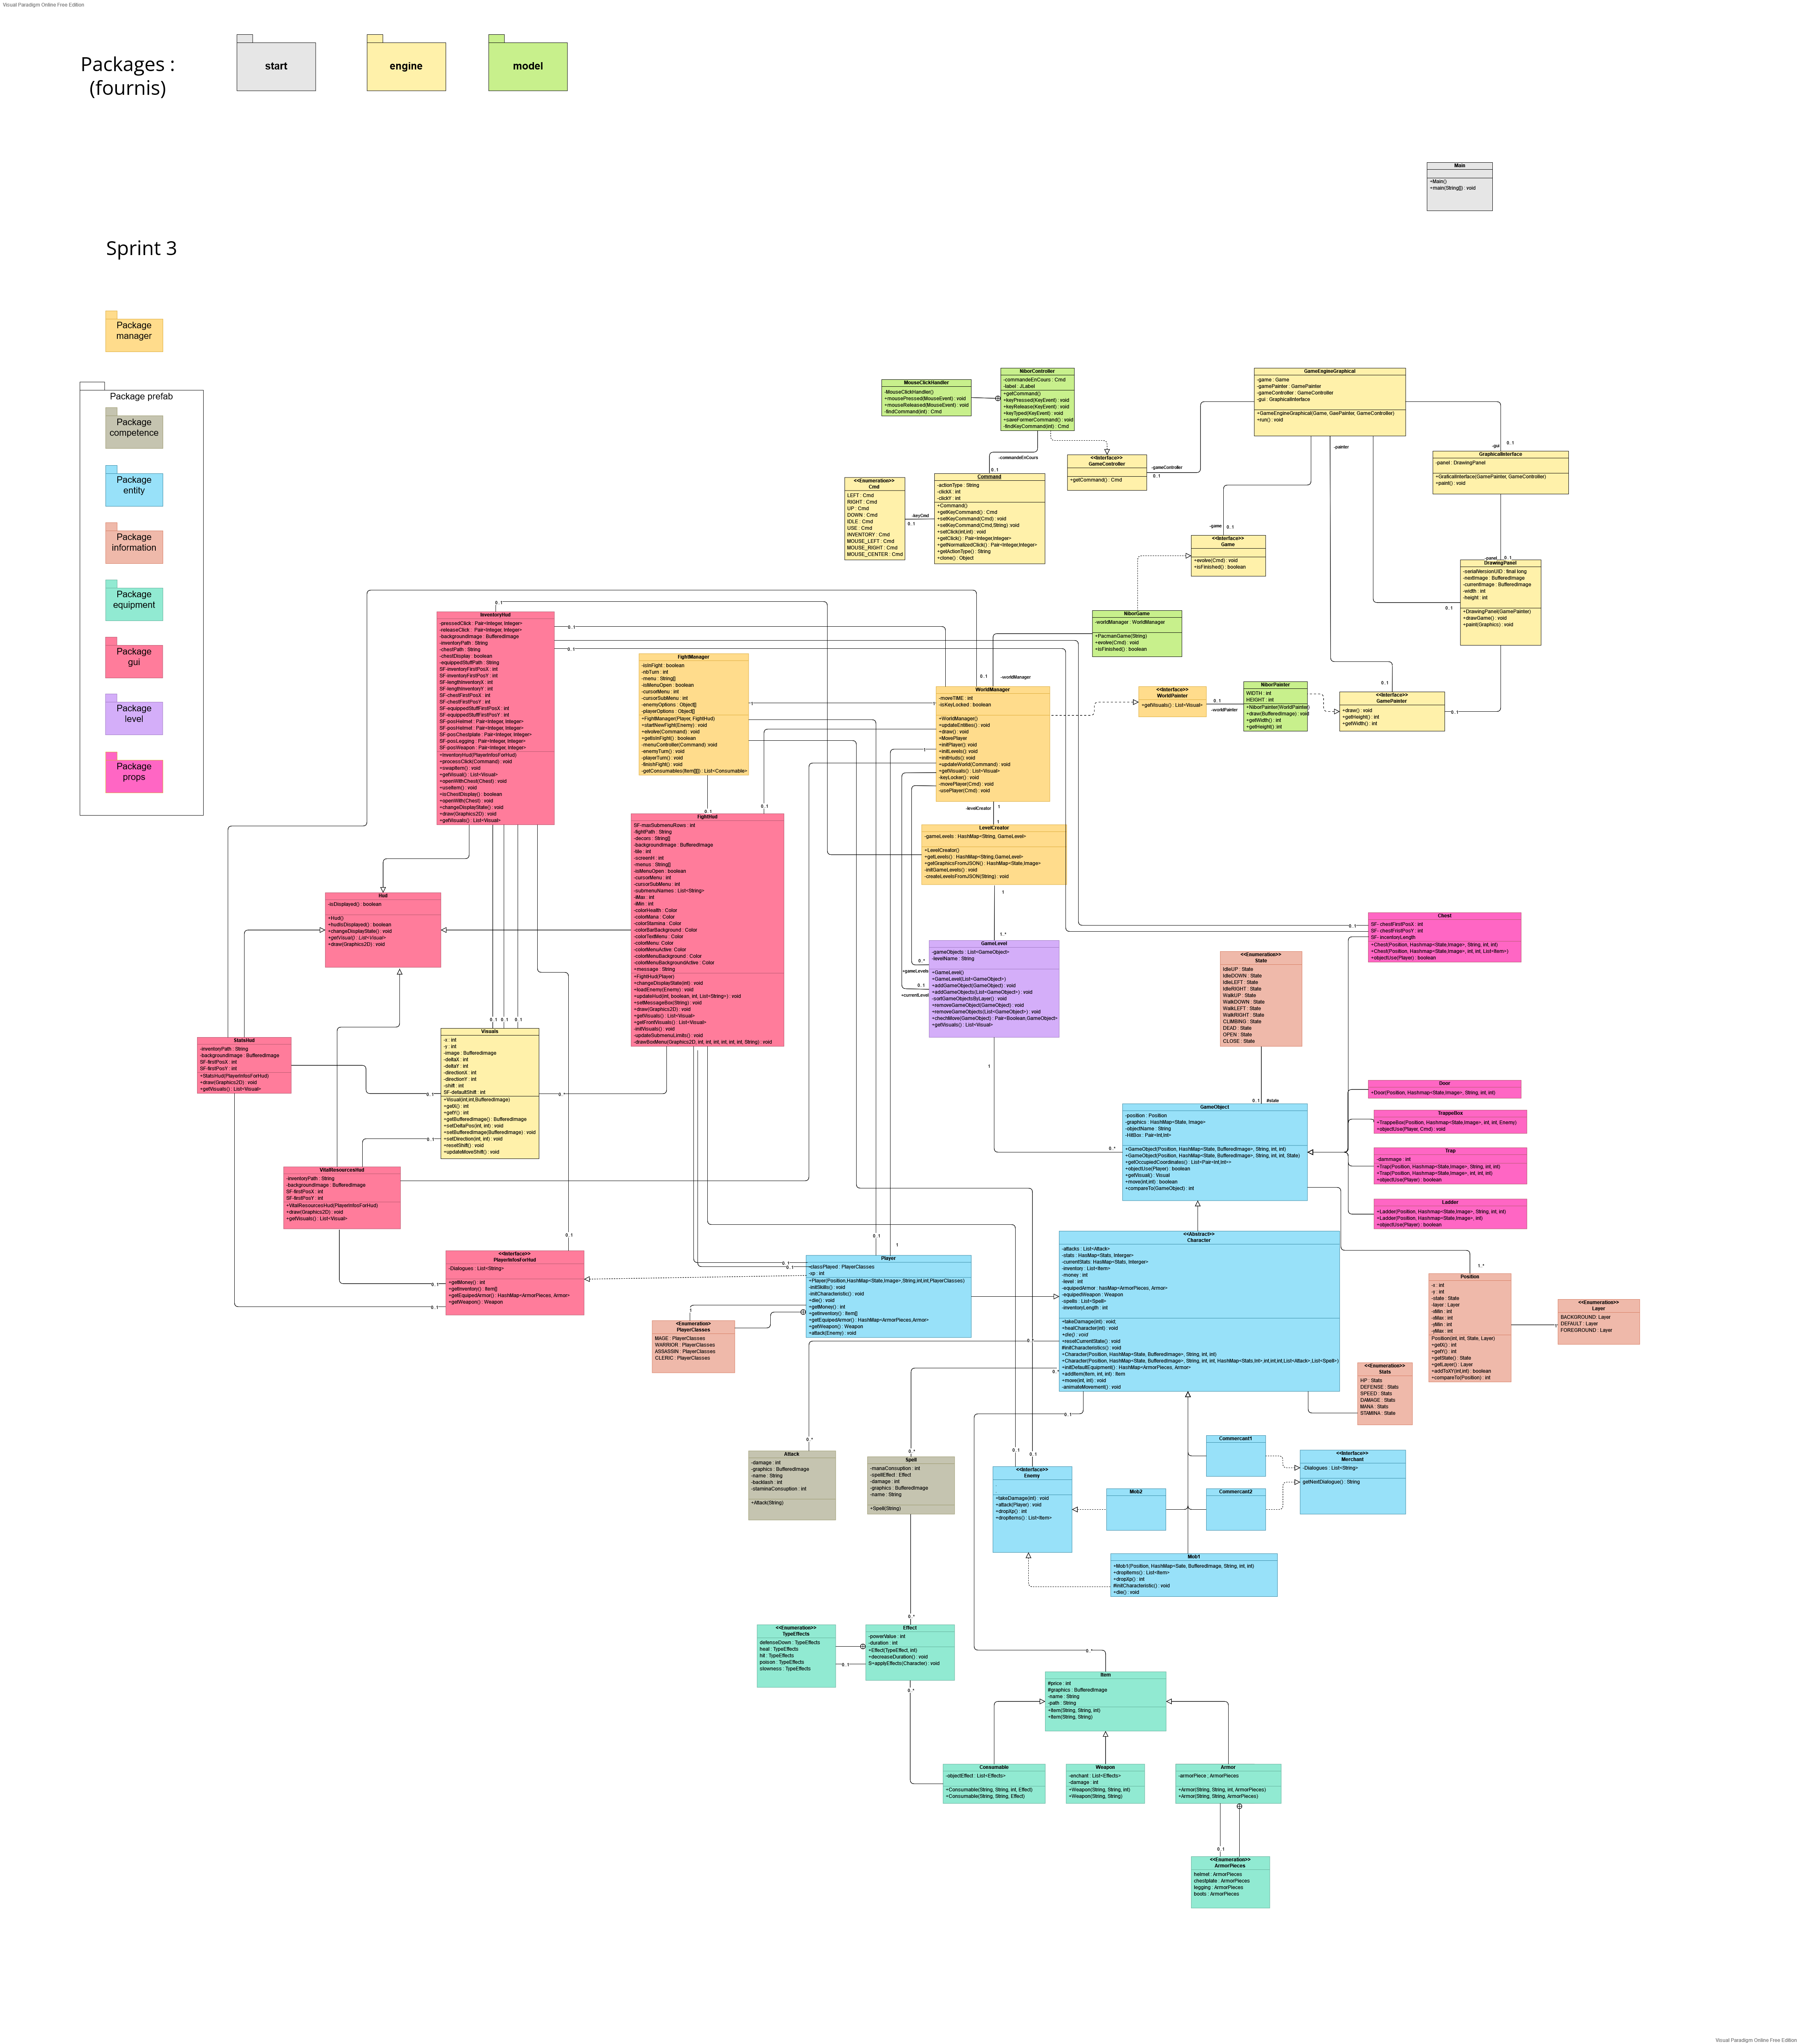 Visual Paradigm Online Free Edition
Packages :
(fournis)
start
engine
model
Main
+Main()
+main(String[]) : void
Sprint 3
Package
manager
Package prefab
Package
competence
Package
entity
Package
information
Package
equipment
Package
gui
Package
level
Package
props
MouseClickHandler
-MouseClickHandler()
+mousePressed(MouseEvent) : void
+mouseReleased(MouseEvent) : void
-findCommand(int) : Cmd
NiborController
-commandeEnCours : Cmd
-label : JLabel
+getCommand()
+keyPressed(KeyEvent) : void
+keyRelease(KeyEvent) : void
+keyTyped(KeyEvent) : void
+saveFormerCommand() : void
-findKeyCommand(int) : Cmd
GameEngineGraphical
-game : Game
-gamePainter : GamePainter
-gameController : GameController
-gui : GraphicalInterface
+GameEngineGraphical(Game, GaePainter, GameController)
+run() : void
-commandeEnCours
0..1
<<Interface>>
GameController
+getCommand() : Cmd
-gameController
0..1
-painter
-gui
0..1
GraphicalInterface
-panel : DrawingPanel
+GraficalInterface(GamePainter, GameController)
+paint() : void
<<Enumeration>>
Cmd
LEFT : Cmd
RIGHT : Cmd
UP : Cmd
DOWN : Cmd
IDLE : Cmd
USE : Cmd
INVENTORY : Cmd
MOUSE_LEFT : Cmd
MOUSE_RIGHT : Cmd
MOUSE_CENTER : Cmd
-keyCmd
0..1
Command
-actionType : String
-clickX : int
-clickY : int
+Command()
+getKeyCommand() : Cmd
+setKeyCommand(Cmd) : void
+setKeyCommand(Cmd,String) :void
+setClick(int,int) : void
+getClick() : Pair<Integer,Integer>
+getNormalizedClick() : Pair<Integer,Integer>
+getActionType() : String
+clone() : Object
-game
0..1
<<Interface>>
Game
+evolve(Cmd) : void
+isFinished() : boolean
-panel
0..1
DrawingPanel
-serialVersionUID : final long
-nextImage : BufferedImage
-currentImage : BufferedImage
-width : int
-height : int
+DrawingPanel(GamePainter)
+drawGame() : void
+paint(Graphics) : void
0..1
NiborGame
-worldManager : WorldManager
+PacmanGame(String)
+evolve(Cmd) : void
+isFinished() : boolean
-worldManager
0..1
<<Interface>>
WorldPainter
+getVisuals() : List<Visual>
0..1
-worldPainter
NiborPainter
WIDTH : int
HEIGHT : int
+NiborPainter(WorldPainter)
+draw(BufferedImage) : void
+getWidth() : int
+getHeight() : int
0..1
<<Interface>>
GamePainter
+draw() : void
+getHeight() : int
+getWidth() : int
0..1
InventoryHud
-pressedClick : Pair<Integer, Integer>
-releaseClick : Pair<Integer, Integer>
-backgroundImage : BufferedImage
-inventoryPath : String
-chestPath : String
-chestDisplay : boolean
-equippedStuffPath : String
SF-inventoryFirstPosX : int
SF-inventoryFirstPosY : int
SF-lengthInventoryX : int
SF-lengthInventoryY : int
SF-chestFirstPosX : int
SF-chestFirstPosY : int
SF-equippedStuffFirstPosX : int
SF-equippedStuffFirstPosY : int
SF-posHelmet : Pair<Integer, Integer>
SF-posHelmet : Pair<Integer, Integer>
SF-posChestplate : Pair<Integer, Integer>
SF-posLegging : Pair<Integer, Integer>
SF-posWeapon : Pair<Integer, Integer>
+InventoryHud(PlayerInfosForHud)
+processClick(Command) : void
+swapItem() : void
+getVisual() : List<Visual>
+openWithChest(Chest) : void
+useItem() : void
+isChestDisplay() : boolean
+openWith(Chest) : void
+changeDisplayState() : void
+draw(Graphics2D) : void
+getVisuals() : List<Visual>
FightManager
-isInFight : boolean
-nbTurn : int
-menu : String[]
-isMenuOpen : boolean
-cursorMenu : int
-cursorSubMenu : int
-enemyOptions : Object[]
-playerOptions : Object[]
+FightManager(Player, FightHud)
+startNewFight(Enemy) : void
+elvolve(Command) : void
+getIsInFight() : boolean
-menuController(Command) : void
-enemyTurn() : void
-playerTurn() : void
-finishFight() : void
-getConsumables(Item[][]) : List<Consumable>
WorldManager
-moreTIME : int
-isKeyLocked : boolean
+WorldManager()
+updateEntities() : void
+draw() : void
+MovePlayer
+initPlayer() : void
+initLevels() : void
+initHuds() : void
+updateWorld(Command) : void
+getVisuats() : List<Visual>
-keyLocker() : void
-movePlayer(Cmd) : void
-usePlayer(Cmd) : void
-levelCreator
1
LevelCreator
-gameLevels : HashMap<String, GameLevel>
+LevelCreator()
+getLevels() : HashMap<String,GameLevel>
+getGraphicsFromJSON() : HashMap<State,Image>
-initGameLevels() : void
-createLevelsFromJSON(String) : void
FightHud
SF-maxSubmenuRows : int
-fightPath : String
-decors : String[]
-backgroundImage : BufferedImage
-tile : int
-screenH : int
-menus : String[]
-isMenuOpen : boolean
-cursorMenu : int
-cursorSubMenu : int
-submenuNames : List<String>
-iMax : int
-iMin : int
-colorHealth : Color
-colorMana : Color
-colorStamina : Color
-colorBarBackground : Color
-colorTextMenu : Color
-colorMenu: Color
-colorMenuActive: Color
-colorMenuBackground : Color
-colorMenuBackgroundActive : Color
+message : String
+FightHud(Player)
+changeDisplayState(int) : void
+loadEnemy(Enemy) : void
+updateHud(int, boolean, int, List<String>) : void
+setMessageBox(String) : void
+draw(Graphics2D) : void
+getVisuals() : List<Visual>
+getFrontVisuals() : List<Visual>
-initVisuals() : void
-updateSubmenuLimits() : void
-drawBoxMenu(Graphics2D, int, int, int, int, int, int, String) : void
Hud
-isDisplayed() : boolean
+Hud()
+hudIsDisplayed() : boolean
+changeDisplayState() : void
+getVisual() : List<Visual>
+draw(Graphics2D) : void
GameLevel
-gameObjects : List<GameObject>
-levelName : String
+GameLevel()
+GameLevel(List<GameObject>)
+addGameObject(GameObject) : void
+addGameObjects(List<GameObject>) : void
-sortGameObjectsByLayer() : void
+removeGameObject(GameObject) : void
+removeGameObjects(List<GameObject>) : void
+chechMove(GameObject) : Pair<Boolean,GameObject>
+getVisuals() : List<Visual>
+gameLevels
+currentLevel
Chest
SF- chestFirstPosX : int
SF- chestFristPosY : int
SF- incentoryLength
+Chest(Position, Hashmap<State,Image>, String, int, int)
+Chest(Position, Hashmap<State,Image>, int, int, List<Item>)
+objectUse(Player) : boolean
<<Enumeration>>
State
IdleUP : State
IdleDOWN : State
IdleLEFT : State
IdleRIGHT : State
WalkUP : State
WalkDOWN : State
WalkLEFT : State
WalkRIGHT : State
CLIMBING : State
DEAD : State
OPEN : State
CLOSE : State
0..1
#state
StatsHud
-inventoryPath : String
-backgroundImage : BufferedImage
SF-firstPosX : int
SF-firstPosY : int
+StatsHud(PlayerInfosForHud)
+draw(Graphics2D) : void
+getVisuats() : List<Visual>
Visuals
-x : int
-y : int
-image : BufferedImage
-deltaX : int
-deltaY : int
-directionX : int
-directionY : int
-shift : int
SF-defaultShift : int
+Visual(int,int,BufferedImage)
+getX() : int
+getY() : int
+getBufferedImage() : BufferedImage
+setDeltaPos(int, int) : void
+setBufferedImage(BufferedImage) : void
+setDirection(int, int) : void
+resetShift() : void
+updateMoveShift() : void
GameObject
-position : Position
-graphics : HashMap<State, Image>
-objectName : String
-HitBox : Pair<Int,Int>
+GameObject(Position, HashMap<State, BufferedImage>, String, int, int)
+GameObject(Position, HashMap<State, BufferedImage>, String, int, int, State)
+getOccupiedCoordinates() : List<Pair<Int,Int>>
+objectUse(Player) : boolean
+getVisual() : Visual
+move(int,int) : boolean
+compareTo(GameObject) : int
Door
+Door(Position, Hashmap<State,Image>, String, int, int)
TrappeBox
+TrappeBox(Position, Hashmap<State,Image>, int, int, Enemy)
+objectUse(Player, Cmd) : void
Trap
-dammage : int
+Trap(Position, Hashmap<State,Image>, String, int, int)
+Trap(Position, Hashmap<State,Image>, int, int, int)
+objectUse(Player) : boolean
Ladder
+Ladder(Position, Hashmap<State,Image>, String, int, int)
+Ladder(Position, Hashmap<State,Image>, int)
+objectUse(Player) : boolean
VitalResourcesHud
-inventoryPath : String
-backgroundImage : BufferedImage
SF-firstPosX : int
SF-firstPosY : int
+VitalResourcesHud(PlayerInfosForHud)
+draw(Graphics2D) : void
+getVisuats() : List<Visual>
<<Interface>>
PlayerInfosForHud
-Dialogues : List<String>
+getMoney() : int
+getInventory() : Item[]
+getEquipedArmor() : HashMap<ArmorPieces, Armor>
+getWeapon() : Weapon
Player
-classPlayed : PlayerClasses
-xp : int
+Player(Position,HashMap<State,Image>,String,int,int,PlayerClasses)
-initSkills() : void
-initCharacteristic() : void
+die() : void
+getMoney() : int
+getInventory() : Item[]
+getEquipedArmor() : HashMap<ArmorPieces,Armor>
+getWeapon() : Weapon
+attack(Enemy) : void
<Enumeration>
PlayerClasses
MAGE : PlayerClasses
WARRIOR : PlayerClasses
ASSASSIN : PlayerClasses
CLERIC : PlayerClasses
<<Abstract>>
Character
-attacks : List<Attack>
-stats : HasMap<Stats, Interger>
-currentStats: HasMap<Stats, Interger>
-inventory : List<Item>
-money : int
-level : int
-equipedArmor : hasMap<ArmorPieces, Armor>
-equipedWeapon : Weapon
-spells : List<Spell>
-inventoryLength : int
+takeDamage(int) : void;
+healCharacter(int) : void
+die() : void
+resetCurrentState() : void
#initCharacteristics() : void
+Character(Position, HashMap<State, BufferedImage>, String, int, int)
+Character(Position, HashMap<State, BufferedImage>, String, int, int, HashMap<Stats,Int>,int,int,int,List<Attack>,List<Spell>)
+initDefaultEquipment() : HashMap<ArmorPieces, Armor>
+addItem(Item, int, int) : Item
+move(int, int) : void
-animateMovement() : void
1..*
Position
-x : int
-y : int
-state : State
-layer : Layer
-xMin : int
-xMax : int
-yMin : int
-yMax : int
Position(int, int, State, Layer)
+getX() : int
+getY() : int
+getState() : State
+getLayer() : Layer
+addToXY(int,int) : boolean
+compareTo(Position) : int
<<Enumeration>>
Layer
BACKGROUND: Layer
DEFAULT : Layer
FOREGROUND : Layer
<<Enumeration>>
Stats
HP : Stats
DEFENSE : Stats
SPEED : Stats
DAMAGE : Stats
MANA : Stats
STAMINA : State
Attack
-damage : int
-graphics : BufferedImage
-name : String
-backlash : int
-staminaConsuption : int
+Attack(String)
Spell
-manaConsuption : int
-spellEffect : Effect
-damage : int
-graphics : BufferedImage
-name : String
+Spell(String)
<<Interface>>
Enemy
+takeDamage(int) : void
+attack(Player) : void
+dropXp() : int
+dropItems() : List<Item>
Mob2
Commercant1
Commercant2
<<Interface>>
Merchant
-Dialogues : List<String>
getNextDialogue() : String
Mob1
+Mob1(Position, HashMap<Sate, BufferedImage, String, int, int)
+dropItems() : List<Item>
+dropXp() : int
#initCharacteristic() : void
+die() : void
<<Enumeration>>
TypeEffects
defenseDown : TypeEffects
heal : TypeEffects
hit : TypeEffects
poison : TypeEffects
slowness : TypeEffects
0..1
Effect
-powerValue : int
-duration : int
+Effect(TypeEffect, int)
+decreaseDuration() : void
S+applyEffects(Character) : void
Item
#price : int
#graphics : BufferedImage
-name : String
-path : String
+Item(String, String, int)
+Item(String, String)
Consumable
-objectEffect : List<Effects>
+Consumable(String, String, int, Effect)
+Consumable(String, String, Effect)
Weapon
-enchant : List<Effects>
-damage : int
+Weapon(String, String, int)
+Weapon(String, String)
Armor
-armorPiece : ArmorPieces
+Armor(String, String, int, ArmorPieces)
+Armor(String, String, ArmorPieces)
0..1
<<Enumeration>>
ArmorPieces
helmet : ArmorPieces
chestplate : ArmorPieces
legging : ArmorPieces
boots : ArmorPieces
Visual Paradigm Online Free Edition